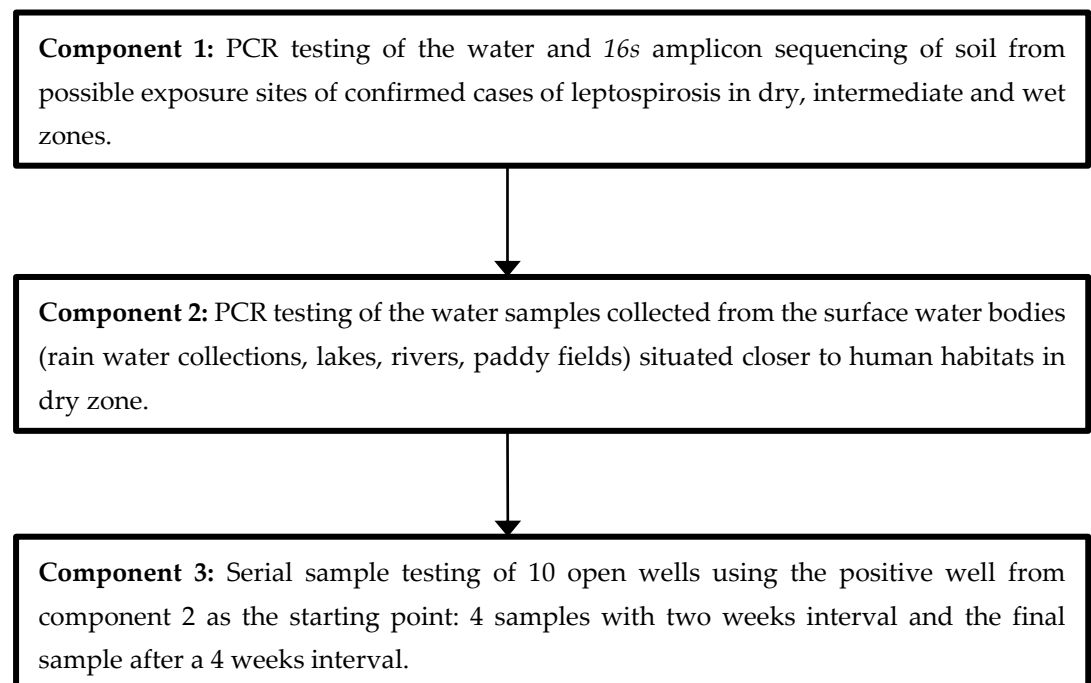 Component 1: PCR testing of the water and 16s amplicon sequencing of soil from
possible exposure sites of confirmed cases of leptospirosis in dry, intermediate and wet
zones.
Component 2: PCR testing of the water samples collected from the surface water bodies
(rain water collections, lakes, rivers, paddy fields) situated closer to human habitats in
dry zone.
Component 3: Serial sample testing of 10 open wells using the positive well from
component 2 as the starting point: 4 samples with two weeks interval and the final
sample after a 4 weeks interval.